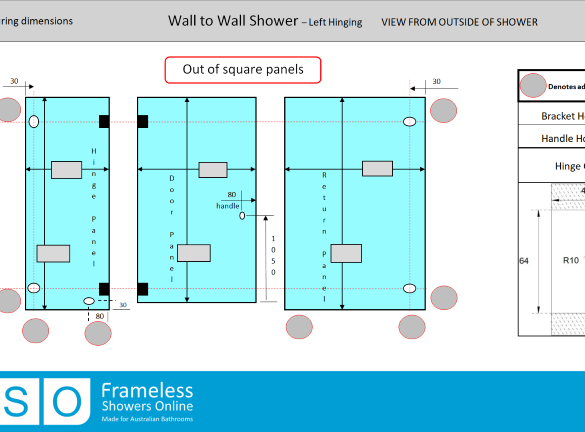 ring dimensions
Wall to Wall Shower – Left Hinging
VIEW FROM OUTSIDE OF SHOWER
Out of square panels
30
30
Denotes ad
Bracket H
Handle Ho
Hinge
4
64
R10
Hinge Panel
Door Panel
80
handle
1050
Return Panel
30
80
SO
Frameless
Showers Online
Made for Australian Bathrooms